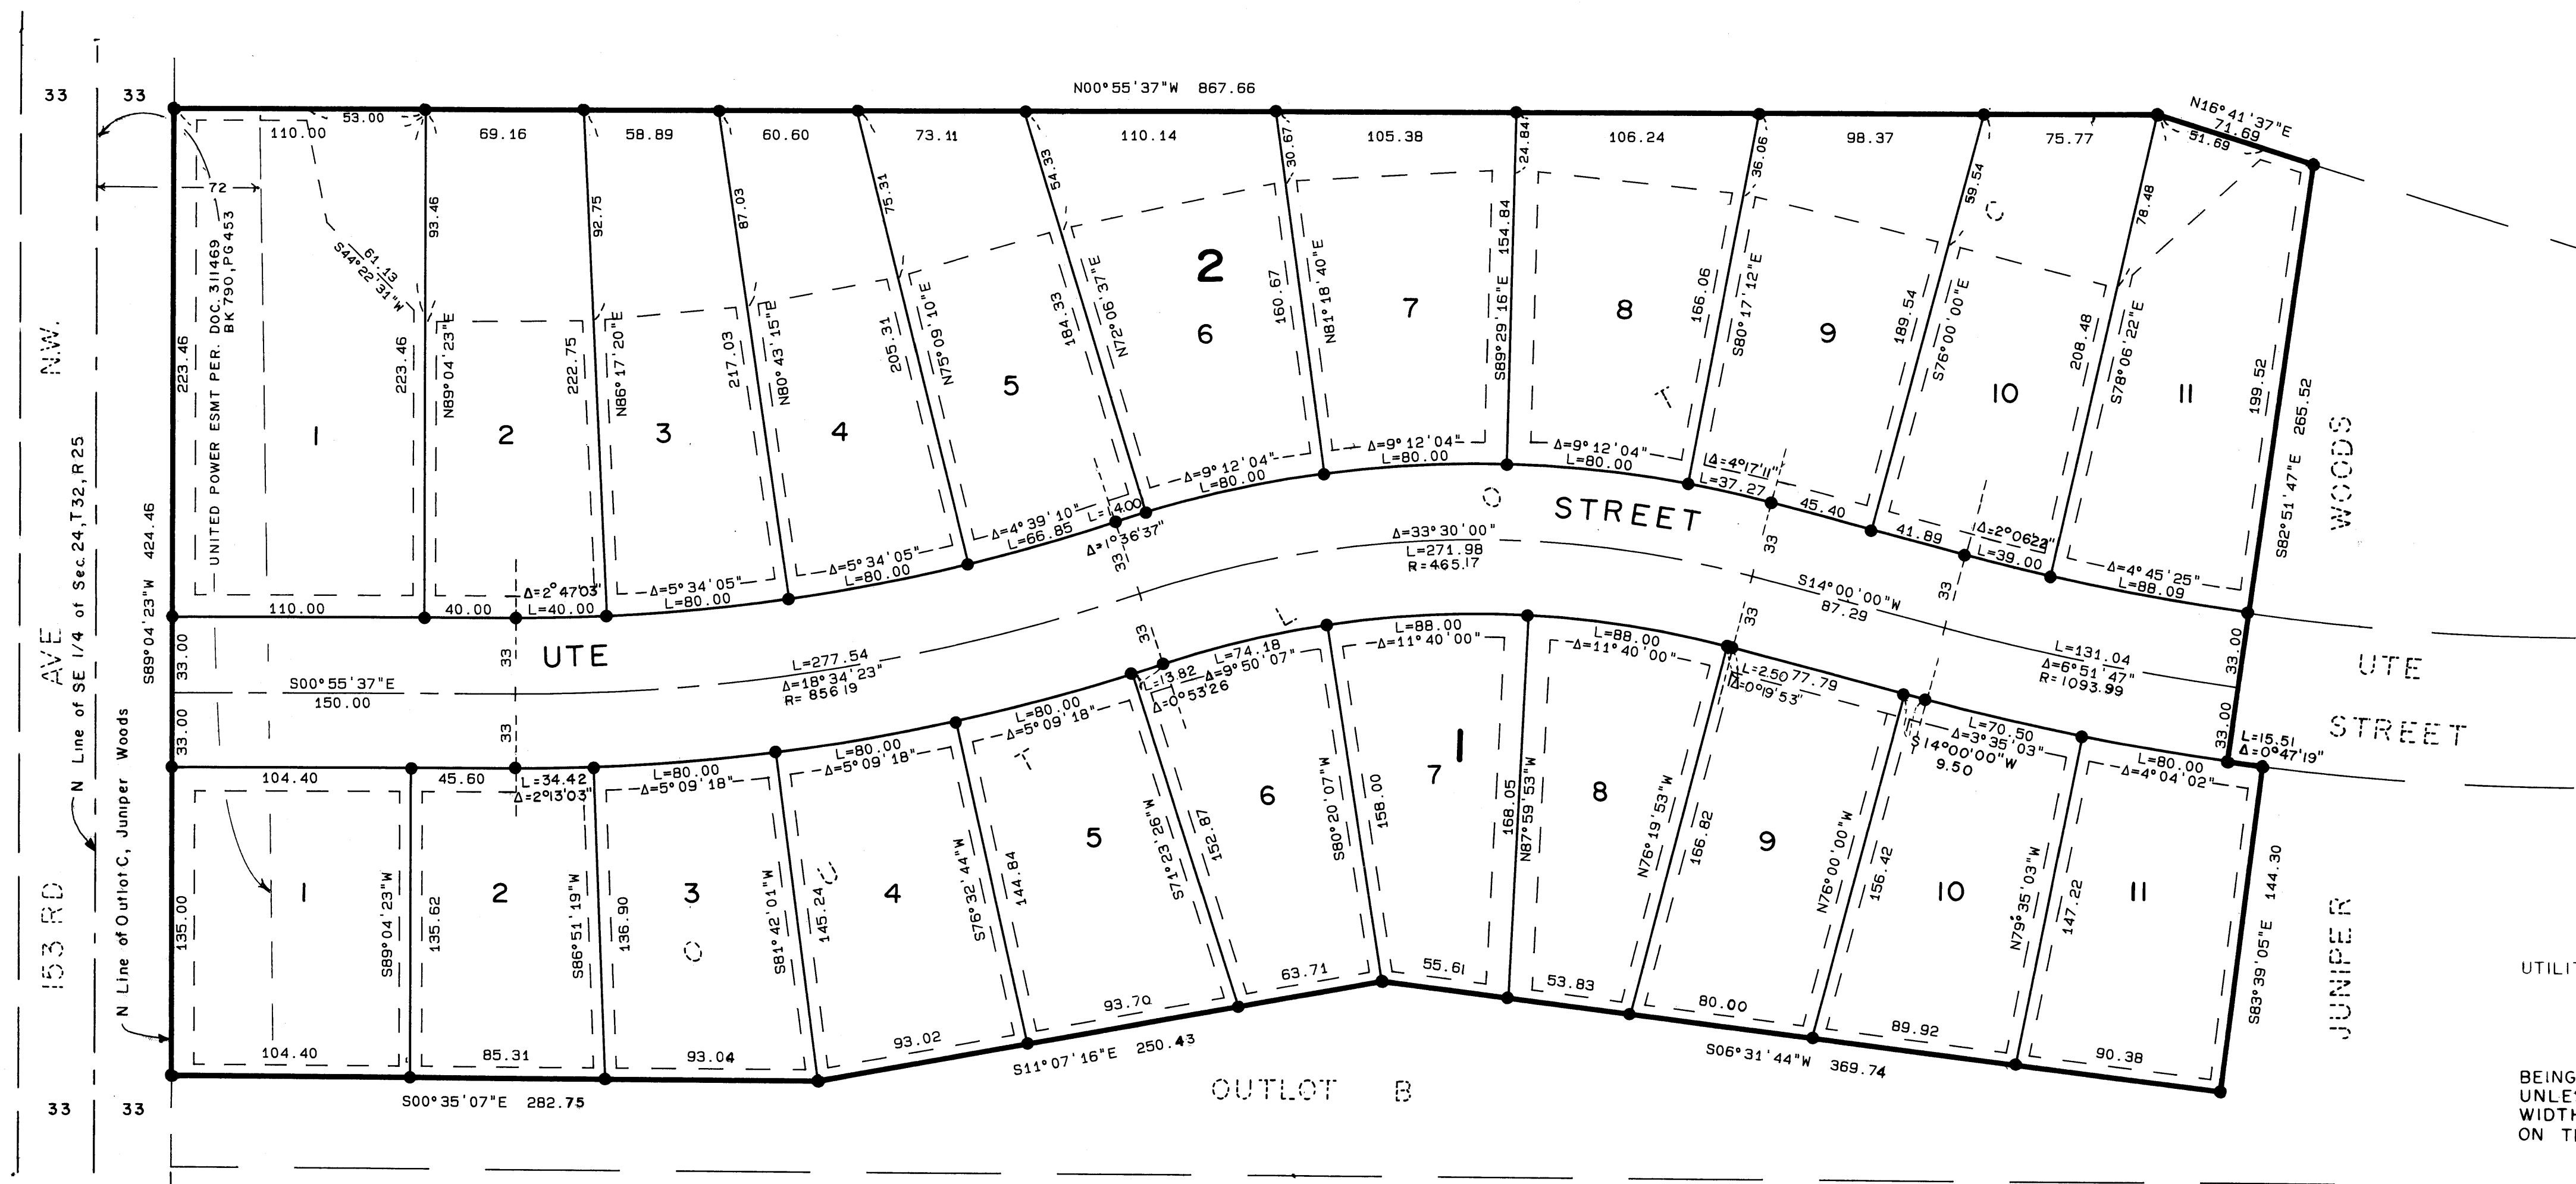 N00°55'37"W 867.66
33
33
N16°41'37"E
71.69
51.69
110.00
53.00
69.16
58.89
60.60
73.11
110.14
105.38
106.24
98.37
75.77
72
UNITED POWER ESMT PER. DOC. 311469
BK 790,PG 453
S44°22'31"W
61.13
93.46
92.75
87.03
75.31
54.33
30.67
24.84
36.06
59.54
78.48
223.46
223.46
N89°04'23"E
222.75
N86°17'20"E
217.03
N80°43'15"E
205.31
N75°09'10"E
184.33
N72°06'37"E
160.67
N81°18'40"E
S89°29'16"E 154.84
166.06
S80°17'12"E
189.54
S76°00'00"E
208.48
S78°06'22"E
199.52
S82°51'47"E 265.52
2
1
2
3
4
5
6
7
8
9
10
11
110.00
40.00
Δ=2°47'03"
L=40.00
Δ=5°34'05"
L=80.00
Δ=5°34'05"
L=80.00
Δ=4°39'10"
L=66.85
L=14.00
Δ=1°36'37"
Δ=9°12'04"
L=80.00
Δ=9°12'04"
L=80.00
Δ=9°12'04"
L=80.00
Δ=4°17'11"
L=37.27
45.40
41.89
Δ=2°06'22"
L=39.00
Δ=4°45'25"
L=88.09
S89°04'23"W 424.46
33.00
33.00
33
33
33
33
33
33
33
33.00
33.00
UTE
STREET
S00°55'37"E
150.00
L=277.54
Δ=18°34'23"
R=856.19
Δ=33°30'00"
L=271.98
R=465.17
S14°00'00"W
87.29
L=131.04
Δ=6°51'47"
R=1093.99
104.40
45.60
L=34.42
Δ=2°13'03"
L=80.00
Δ=5°09'18"
L=80.00
Δ=5°09'18"
L=80.00
Δ=5°09'18"
L=13.82
Δ=0°53'26
L=74.18
Δ=9°50'07"
L=88.00
Δ=11°40'00"
L=88.00
Δ=11°40'00"
L=2.50
Δ=0°19'53"
77.79
S14°00'00"W
9.50
L=70.50
Δ=3°35'03"
L=80.00
Δ=4°04'02"
L=15.51
Δ=0°47'19"
135.00
S89°04'23"W
135.62
S86°51'19"W
136.90
S81°42'01"W
145.24
S76°32'44"W
144.84
S71°23'26"W
152.87
S80°20'07"W
158.00
168.05
N87°59'53"W
N76°19'53"W
166.82
N76°00'00"W
156.42
N79°35'03"W
147.22
S83°39'05"E 144.30
1
1
2
3
4
5
6
7
8
9
10
11
104.40
85.31
93.04
93.02
93.70
63.71
55.61
53.83
80.00
89.92
90.38
S00°35'07"E 282.75
S11°07'16"E 250.43
S06°31'44"W 369.74
33
33
153 RD AVE N.W.
N Line of SE 1/4 of Sec.24,T32,R25
N Line of Outlot C, Juniper Woods
OUTLOT B
OUTLOT C
UTE
STREET
JUNIPER WOODS
UTILIT
BEING
UNLES
WIDTH
ON TH